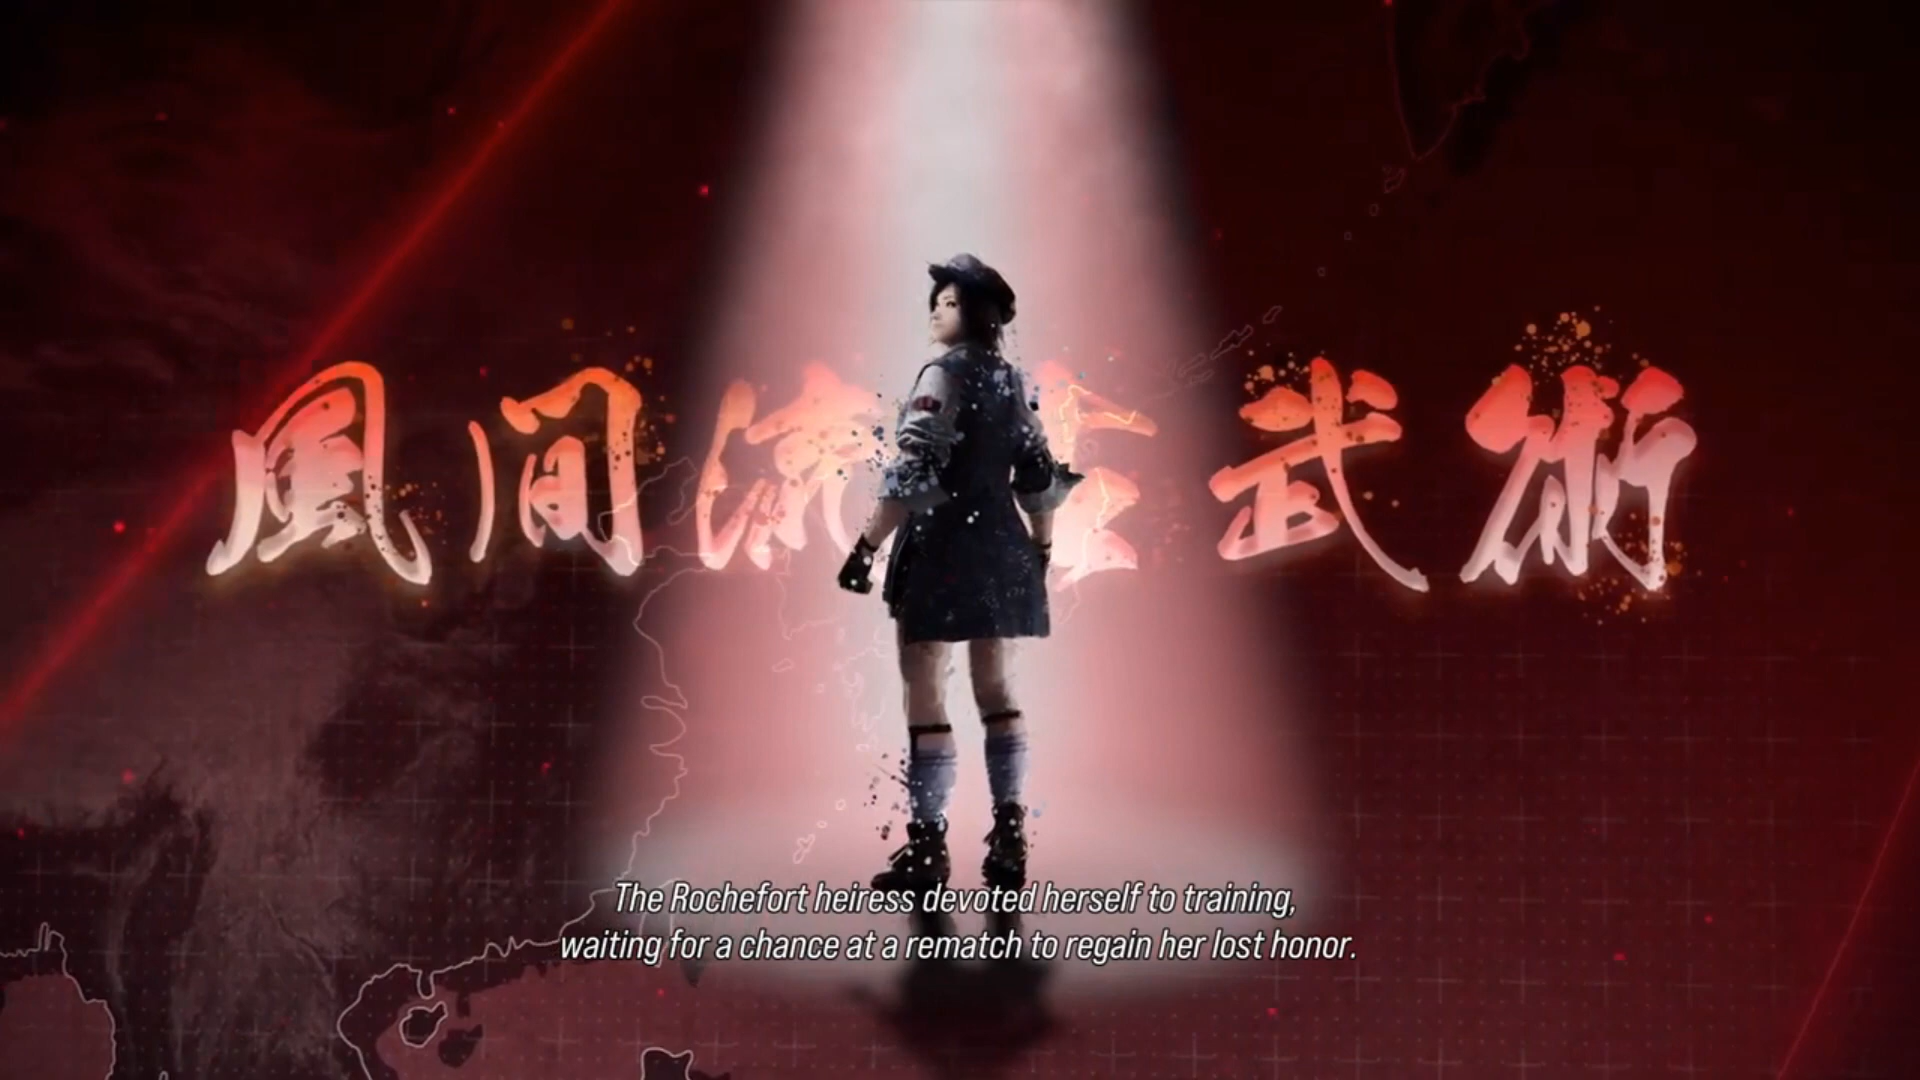 風間流古武術
The Rochefort heiress devoted herself to training,
waiting for a chance at a rematch to regain her lost honor.